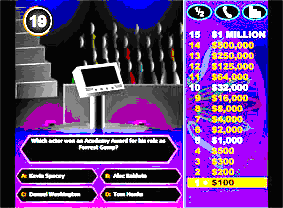 19
50
15 $1 MILLION
14 $500,000
13 $250,000
12 $125,000
11 $64,000
10 $32,000
9 $16,000
8 $8,000
7 $4,000
6 $2,000
5 $1,000
4 $500
3 $300
2 $200
1 $100
Which actor won an Academy Award for his role as
Forrest Gump?
A: Kevin Spacey
B: Alec Baldwin
C: Denzel Washington
D: Tom Hanks